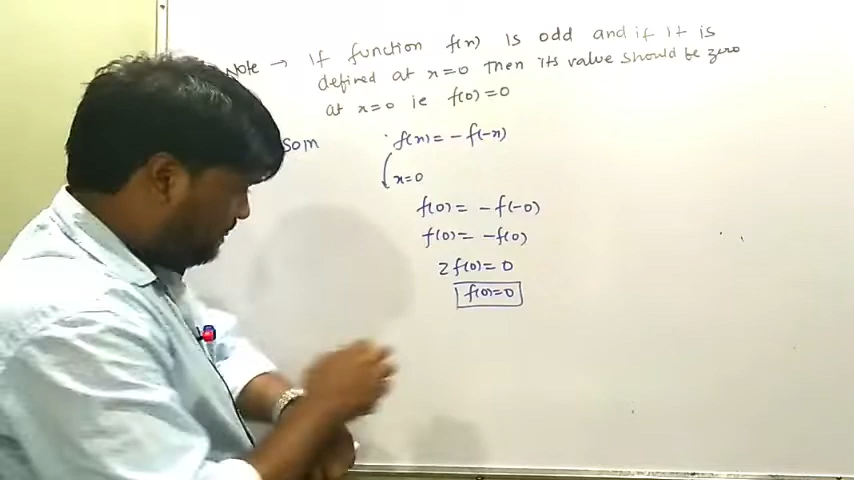 Note → If function f(x) is odd and if it is
defined at x=0 then its value should be zero
at x=0 ie f(0)=0
som
f(x) = -f(-x)
x=0
f(0) = -f(-0)
f(0) = -f(0)
2f(0) = 0
f(0)=0